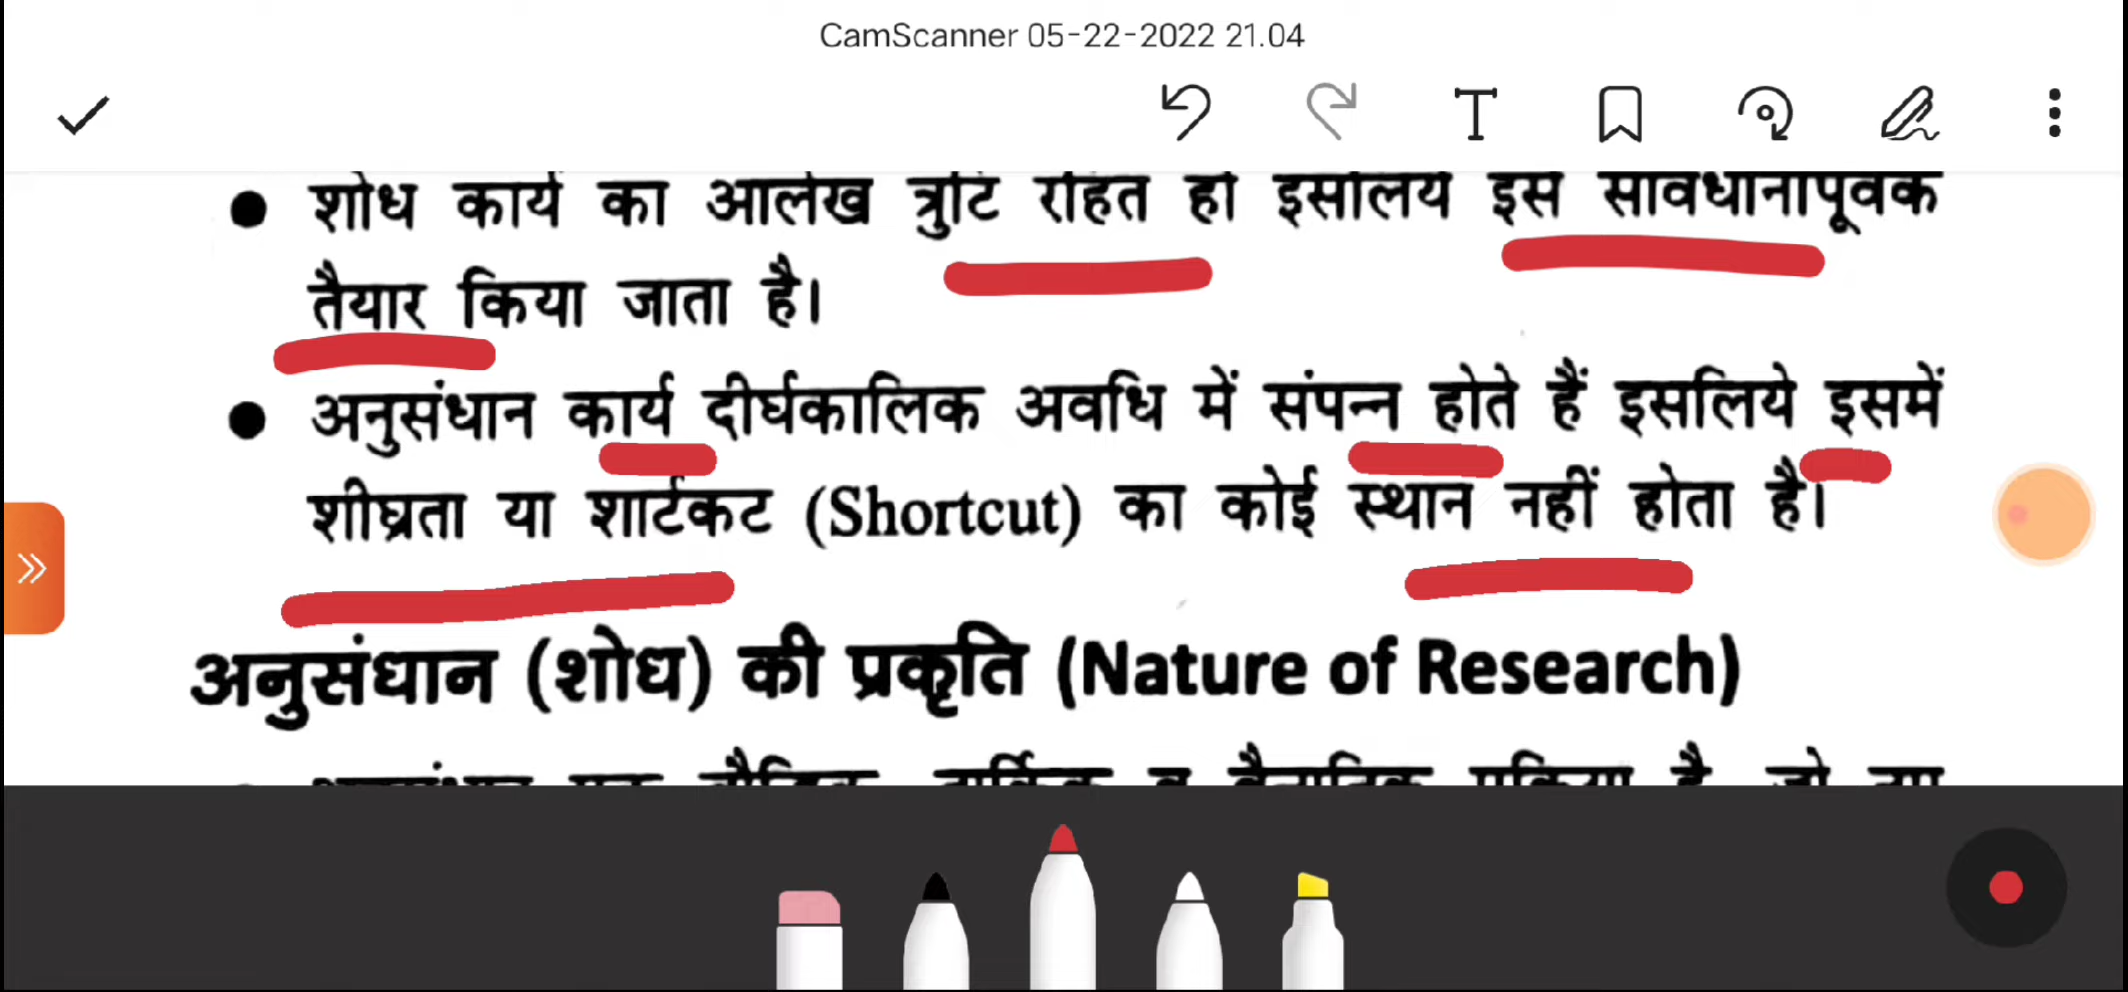 CamScanner 05-22-2022 21.04
● शोध कार्य का आलेख त्रुटि रहित हो इसलिये इसे सावधानीपूर्वक
तैयार किया जाता है।
● अनुसंधान कार्य दीर्घकालिक अवधि में संपन्न होते हैं इसलिये इसमें
शीघ्रता या शार्टकट (Shortcut) का कोई स्थान नहीं होता है।
अनुसंधान (शोध) की प्रकृति (Nature of Research)